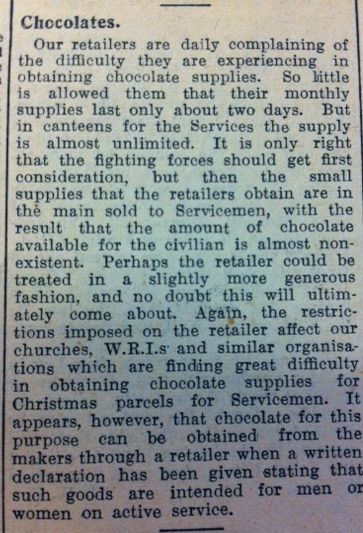 Chocolates.
Our retailers are daily complaining of
the difficulty they are experiencing in
obtaining chocolate supplies. So little
is allowed them that their monthly
supplies last only about two days. But
in canteens for the Services the supply
is almost unlimited. It is only right
that the fighting forces should get first
consideration, but then the small
supplies that the retailers obtain are in
the main sold to Servicemen, with the
result that the amount of chocolate
available for the civilian is almost non-
existent. Perhaps the retailer could be
treated in a slightly more generous
fashion, and no doubt this will ultim-
ately come about. Again, the restric-
tions imposed on the retailer affect our
churches, W.R.I.s and similar organisa-
tions which are finding great difficulty
in obtaining chocolate supplies for
Christmas parcels for Servicemen. It
appears, however, that chocolate for this
purpose can be obtained from the
makers through a retailer when a written
declaration has been given stating that
such goods are intended for men or
women on active service.